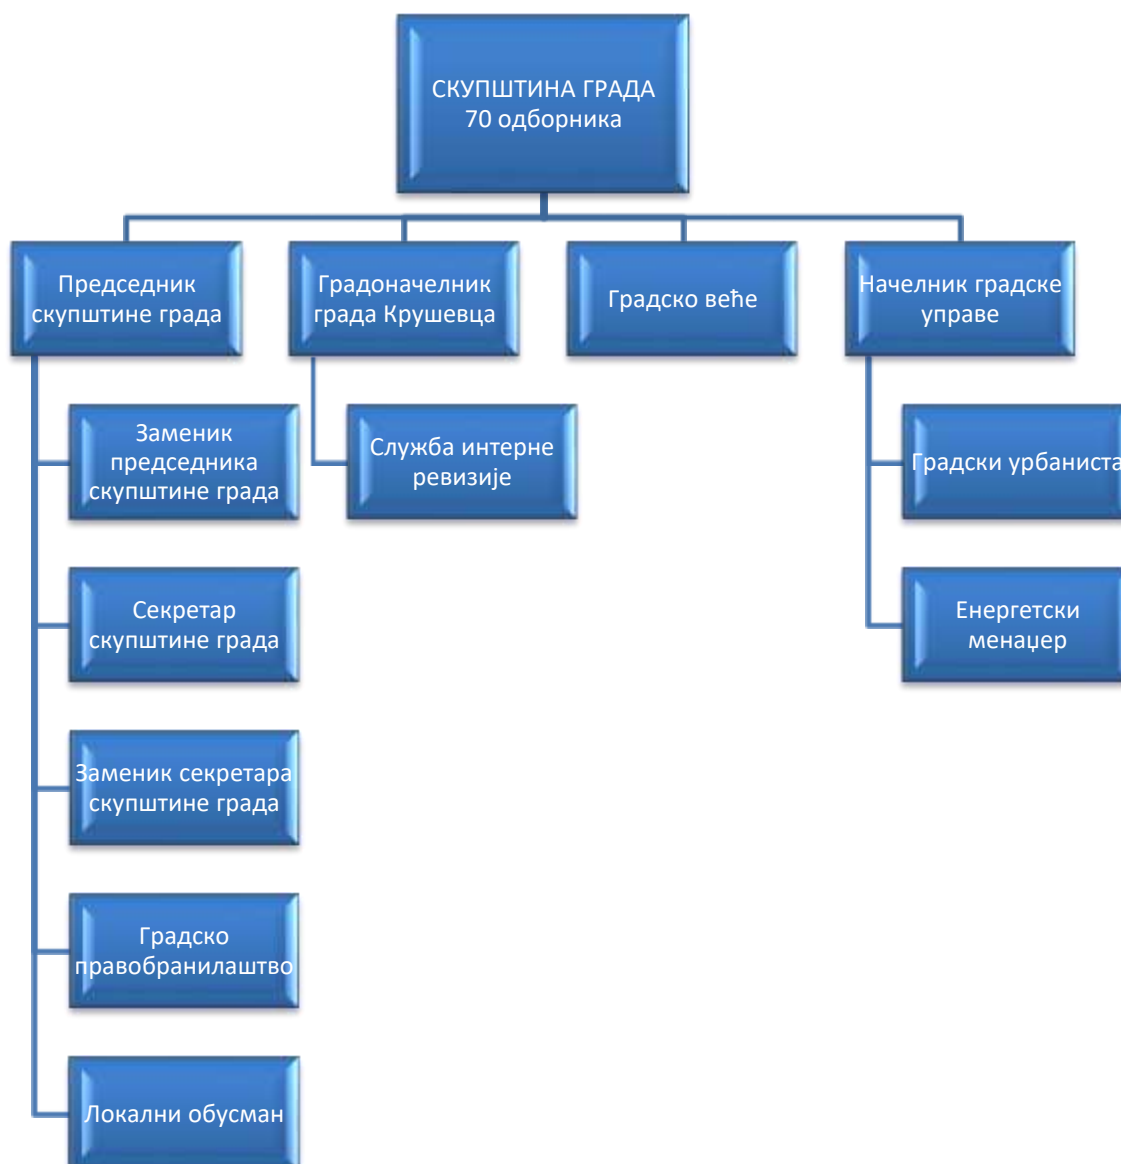 СКУПШТИНА ГРАДА
70 одборника
Председник
скупштине града
Градоначелник
града Крушевца
Градско веће
Начелник градске
управе
Заменик
председника
скупштине града
Служба интерне
ревизије
Градски урбаниста
Секретар
скупштине града
Енергетски
менаџер
Заменик секретара
скупштине града
Градско
правобранилаштво
Локални обусман